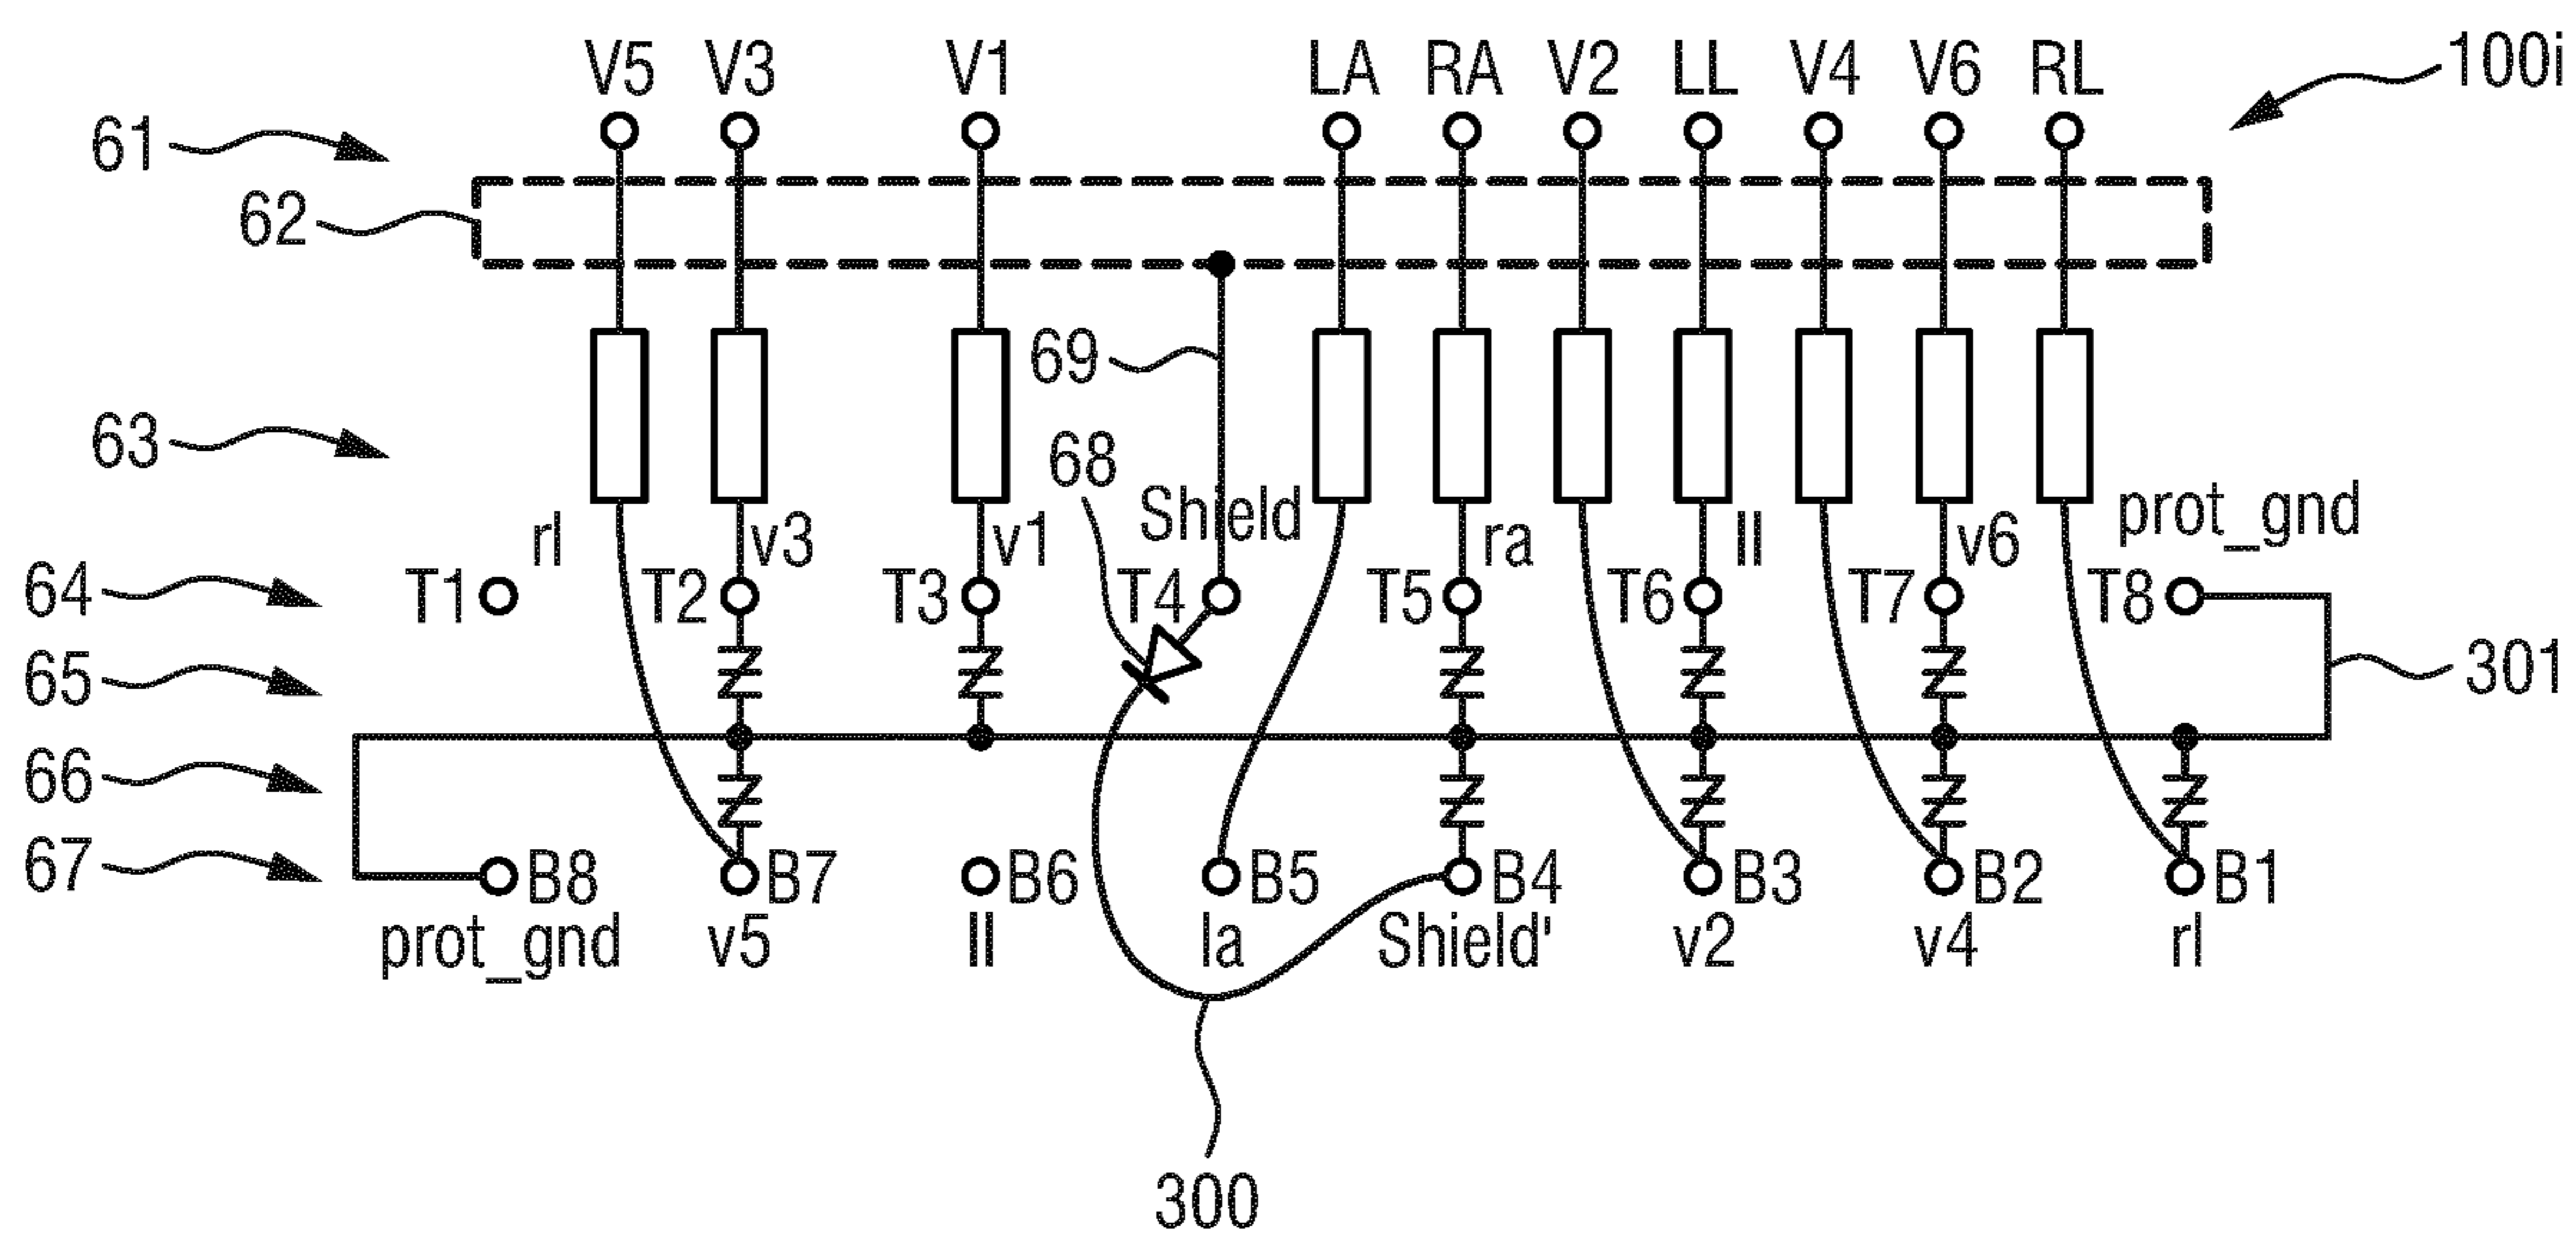 V5 V3 V1 LA RA V2 LL V4 V6 RL 100i
61
62
69
63
68
Shield prot_gnd
rl v3 v1 ra ll v6
64 T1 T2 T3 T4 T5 T6 T7 T8
65 301
66
67 B8 B7 B6 B5 B4 B3 B2 B1
prot_gnd v5 ll la Shield' v2 v4 rl
300